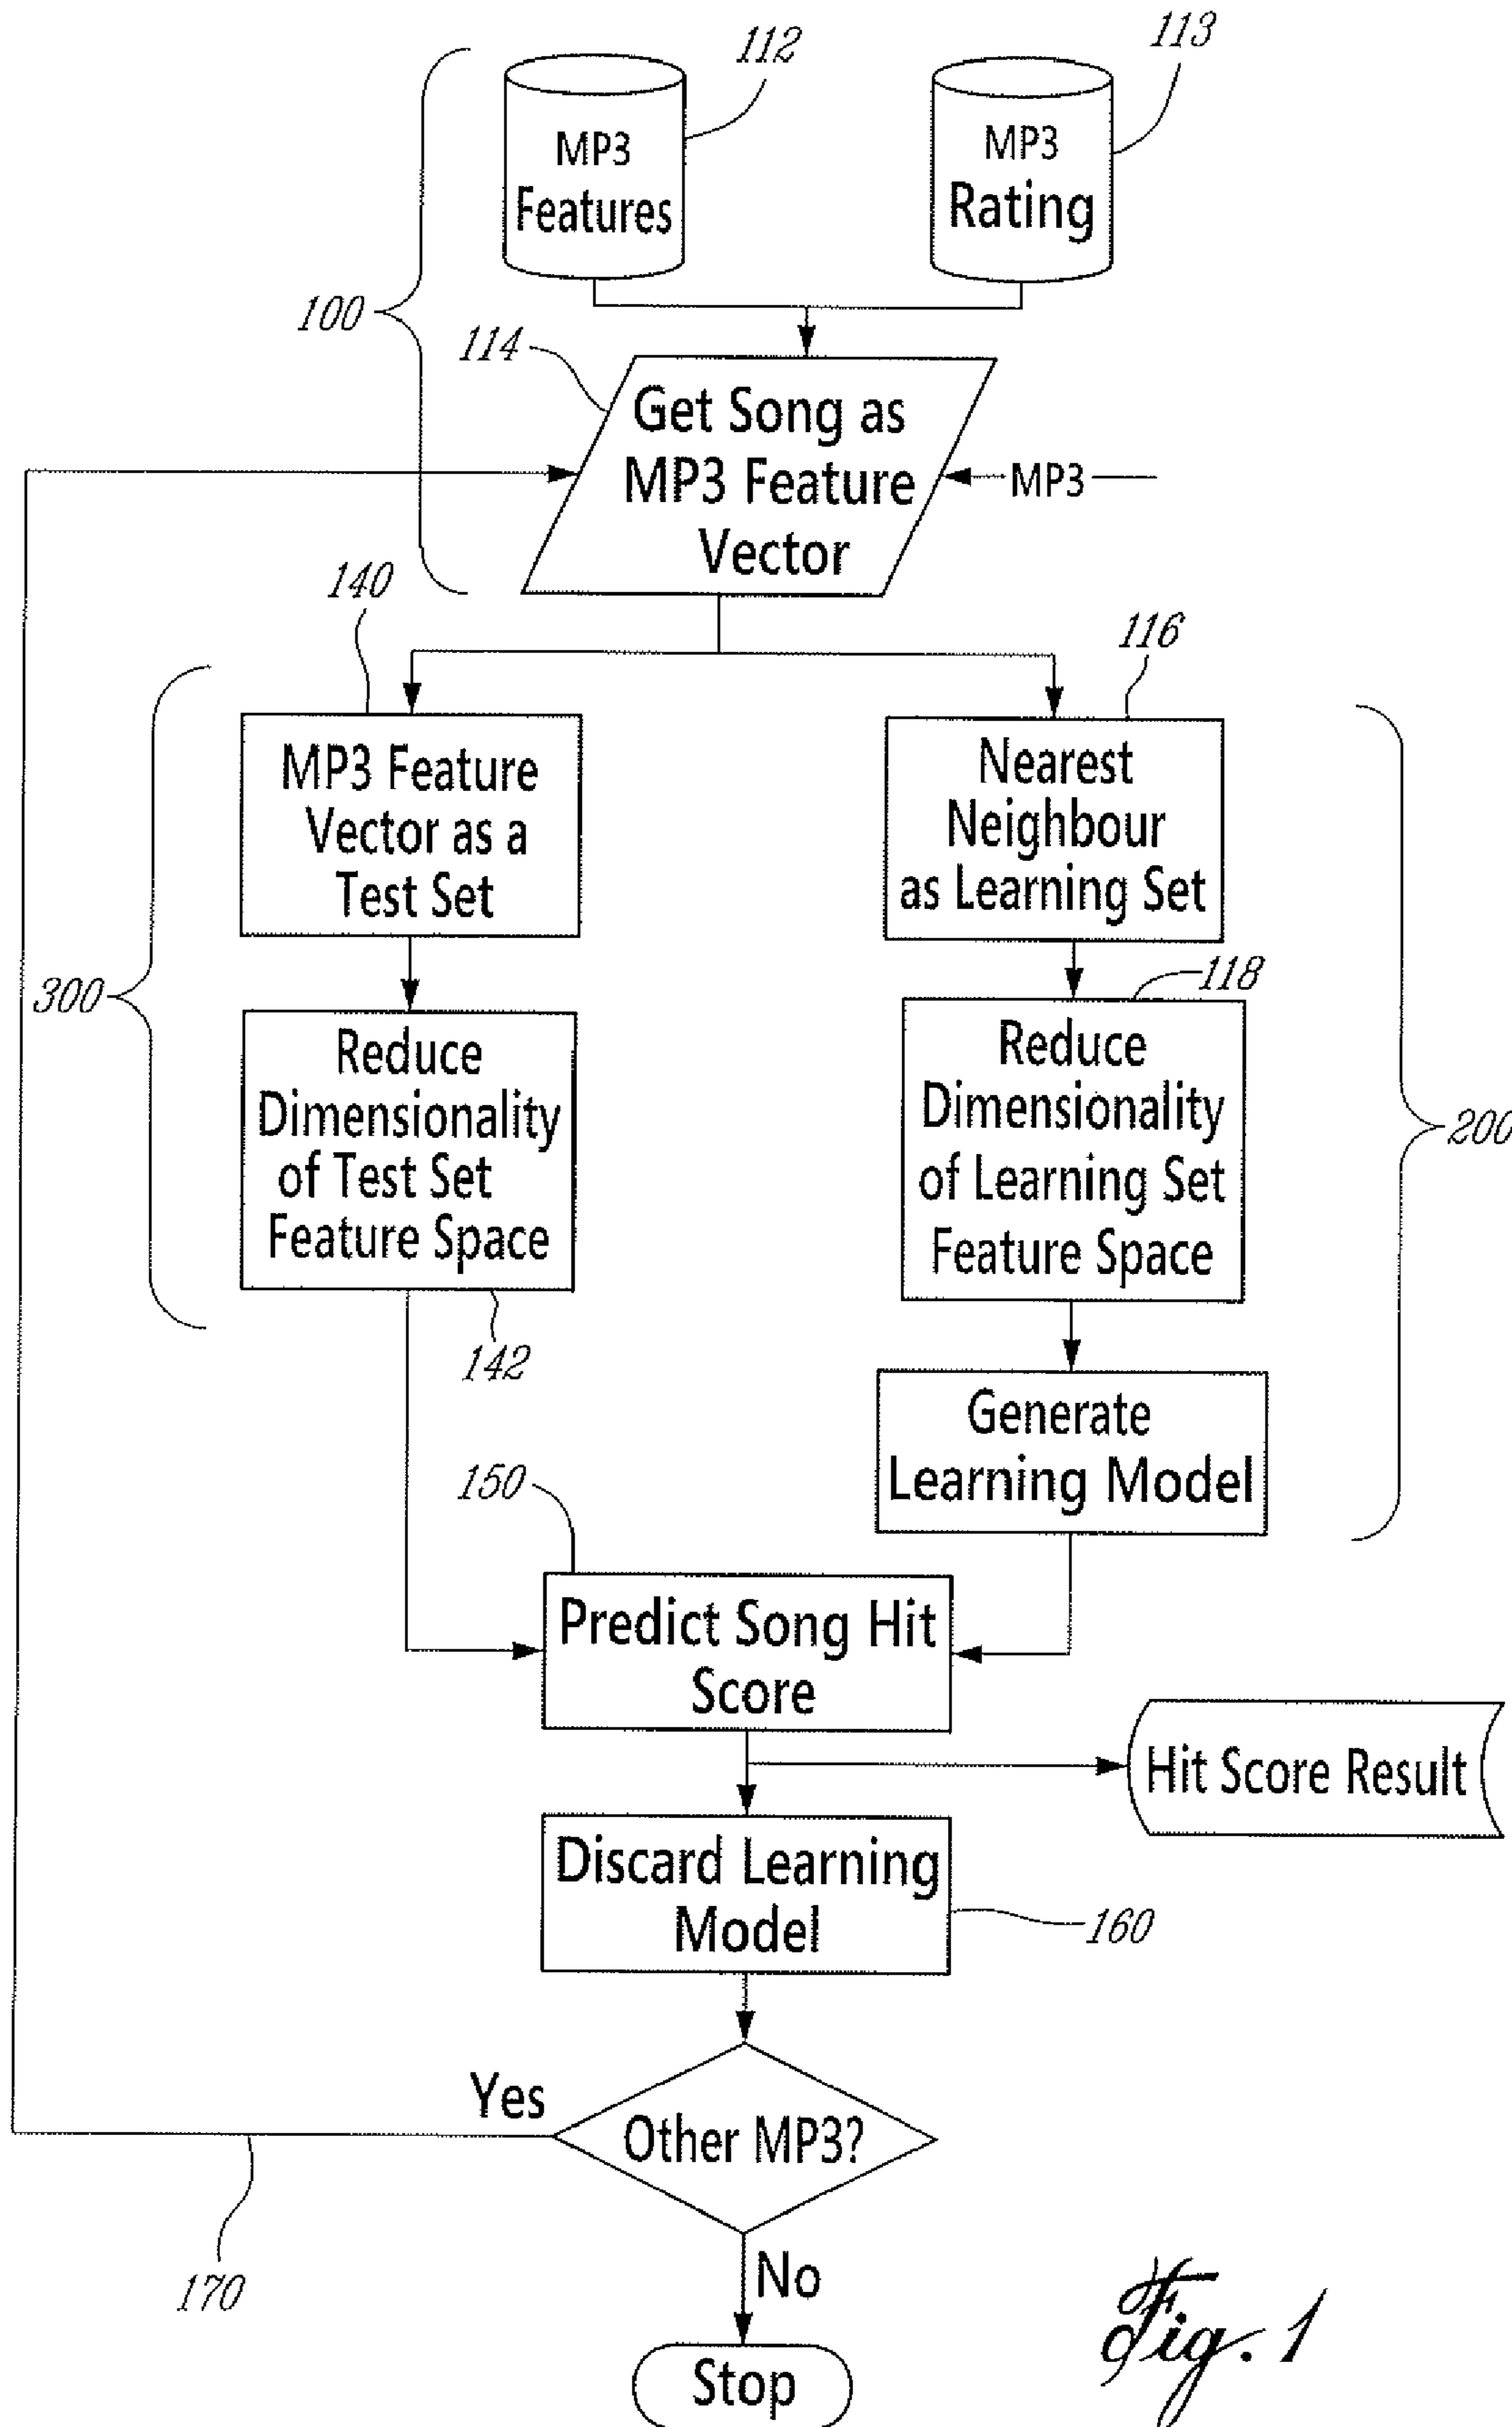 112
113
MP3
Features
MP3
Rating
100
114
Get Song as
MP3 Feature
Vector
MP3
140
116
MP3 Feature
Vector as a
Test Set
Nearest
Neighbour
as Learning Set
300
118
Reduce
Dimensionality
of Test Set
Feature Space
Reduce
Dimensionality
of Learning Set
Feature Space
200
142
Generate
Learning Model
150
Predict Song Hit
Score
Hit Score Result
Discard Learning
Model
160
Yes
Other MP3?
170
No
Stop
Fig. 1